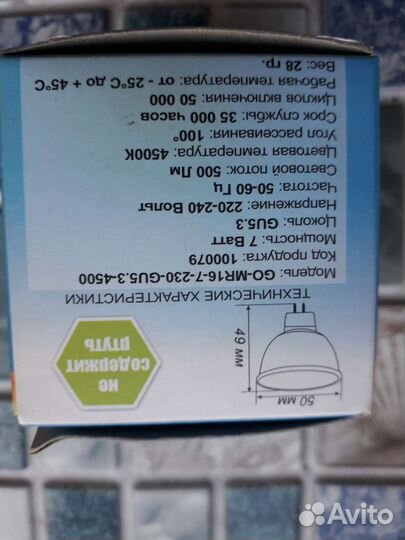 ТЕХНИЧЕСКИЕ ХАРАКТЕРИСТИКИ
Модель: GO-MR16-7-230-GU5.3-4500
Код продукта: 100079
Мощность: 7 Ватт
Цоколь: GU5.3
Напряжение: 220-240 Вольт
Частота: 50-60 Гц
Световой поток: 500 Лм
Цветовая температура: 4500К
Угол рассеивания: 100°
Срок службы: 35 000 часов
Циклов включения: 50 000
Рабочая температура: от - 25°С до + 45°С
Вес: 28 гр.
50 мм
49 мм
не
содержит
ртуть
Avito